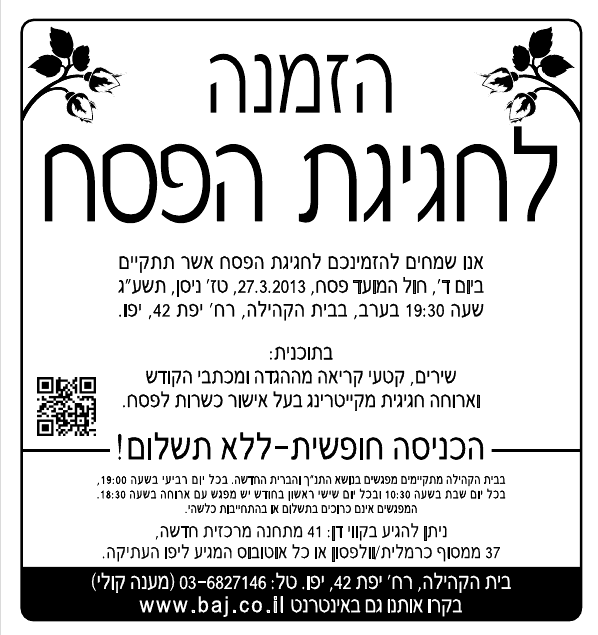 הזמנה
לחגיגת הפסח
אנו שמחים להזמינכם לחגיגת הפסח אשר תתקיים
ביום ד', חול המועד פסח, 27.3.2013, טז' ניסן, תשע"ג
שעה 19:30 בערב, בבית הקהילה, רח' יפת 42, יפו.
בתוכנית:
שירים, קטעי קריאה מההגדה ומכתבי הקודש
וארוחה חגיגית מקייטרינג בעל אישור כשרות לפסח.
הכניסה חופשית-ללא תשלום!
בבית הקהילה מתקיימים מפגשים בנושא התנ"ך והברית החדשה. בכל יום רביעי בשעה 19:00,
בכל יום שבת בשעה 10:30 ובכל יום שישי ראשון בחודש יש מפגש עם ארוחה בשעה 18:30.
המפגשים אינם כרוכים בתשלום או בהתחייבות כלשהי.
ניתן להגיע בקווי דן: 41 מתחנה מרכזית חדשה,
37 ממסוף כרמלית/וולפסון או כל אוטובוס המגיע ליפו העתיקה.
בית הקהילה, רח' יפת 42, יפו. טל: 03-6827146 (מענה קולי)
בקרו אותנו גם באינטרנט www.baj.co.il